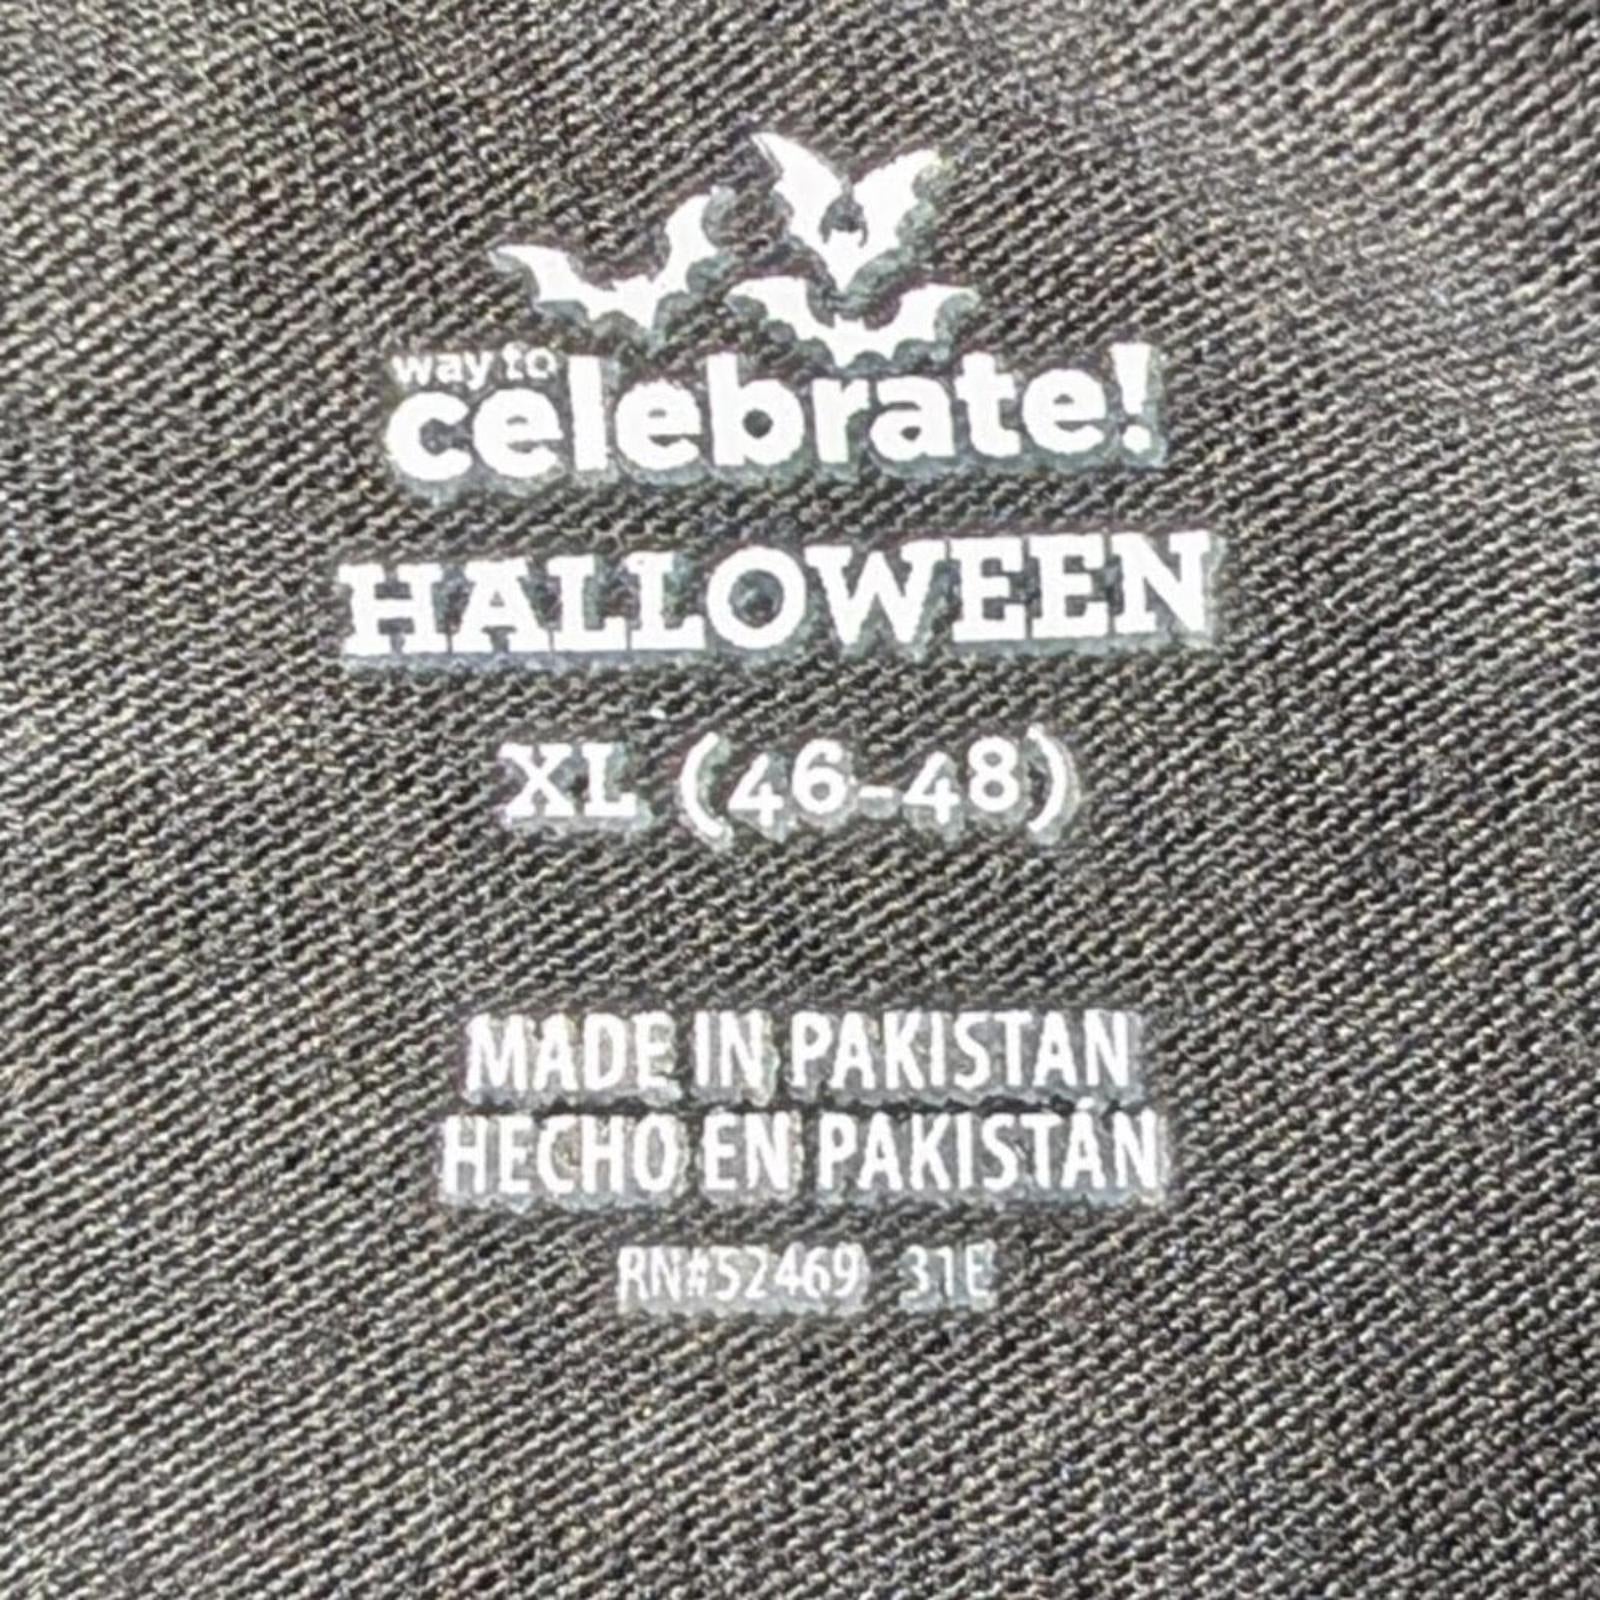 way to
celebrate!
HALLOWEEN
XL (46-48)
MADE IN PAKISTAN
HECHO EN PAKISTÁN
RN#52469 31E